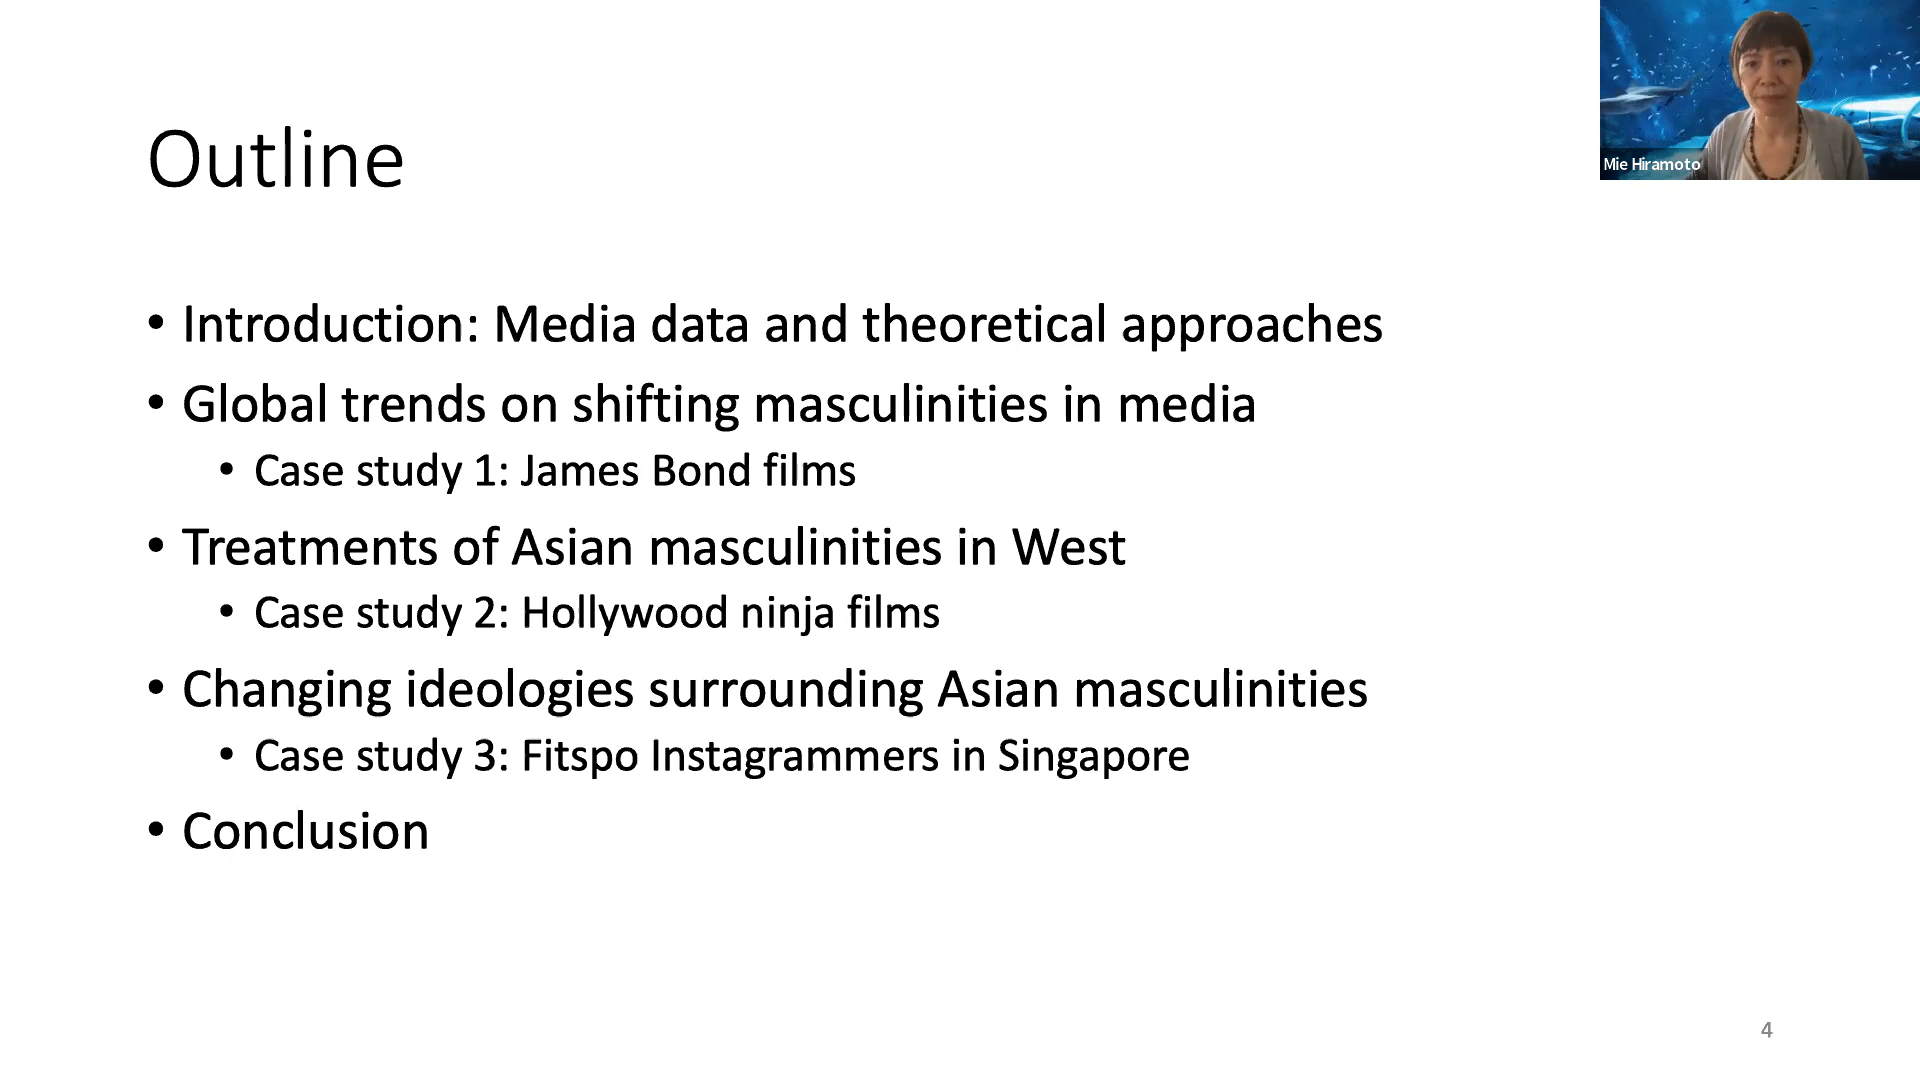 Outline
Mie Hiramoto
• Introduction: Media data and theoretical approaches
• Global trends on shifting masculinities in media
• Case study 1: James Bond films
• Treatments of Asian masculinities in West
• Case study 2: Hollywood ninja films
• Changing ideologies surrounding Asian masculinities
• Case study 3: Fitspo Instagrammers in Singapore
• Conclusion
4